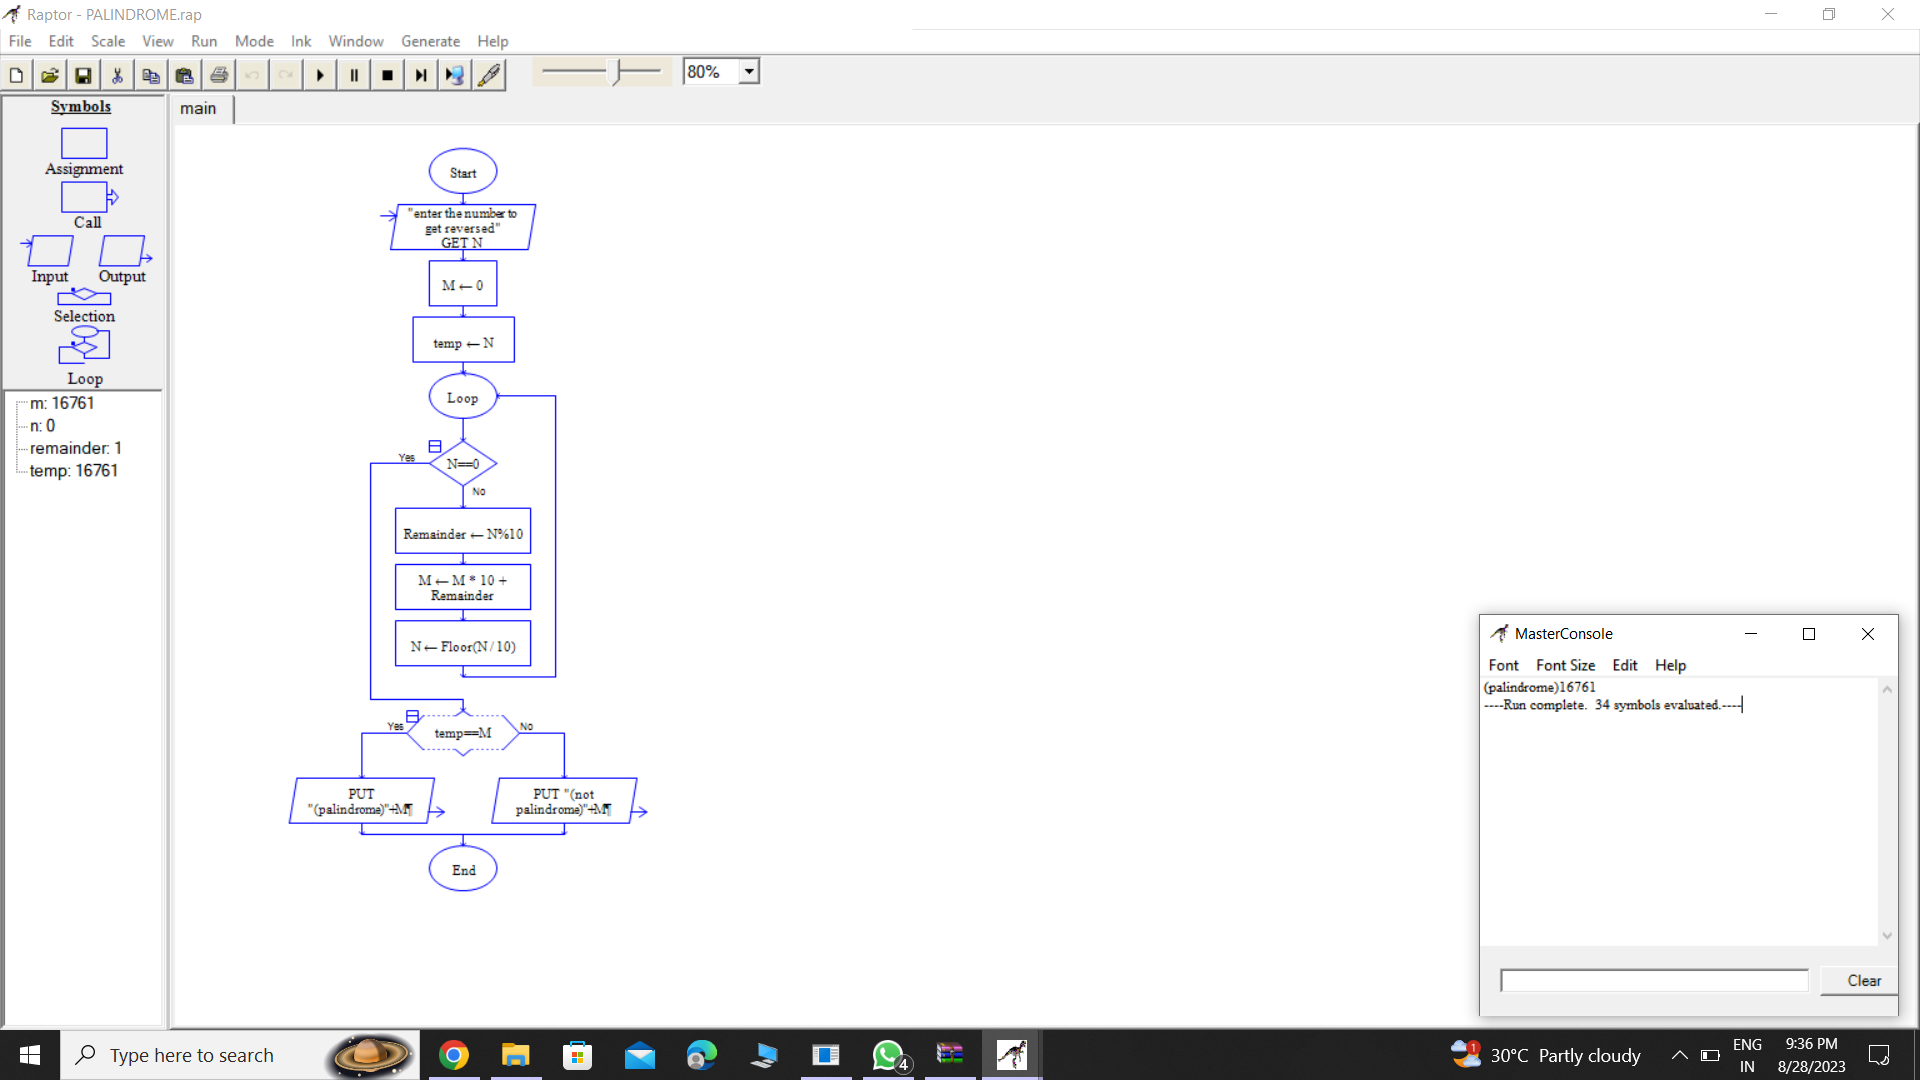 Raptor - PALINDROME.rap
File Edit Scale View Run Mode Ink Window Generate Help
80%
Symbols
Assignment
Call
Input Output
Selection
Loop
m: 16761
n: 0
remainder: 1
temp: 16761
main
Start
"enter the number to
get reversed"
GET N
M ← 0
temp ← N
Loop
Yes
N==0
No
Remainder ← N%10
M ← M * 10 +
Remainder
N ← Floor(N / 10)
Yes
temp==M
No
PUT
"(palindrome)"+M¶
PUT "(not
palindrome)"+M¶
End
MasterConsole
Font Font Size Edit Help
(palindrome)16761
----Run complete.  34 symbols evaluated.----
Clear
Type here to search
4
1
30°C Partly cloudy
ENG
IN
9:36 PM
8/28/2023